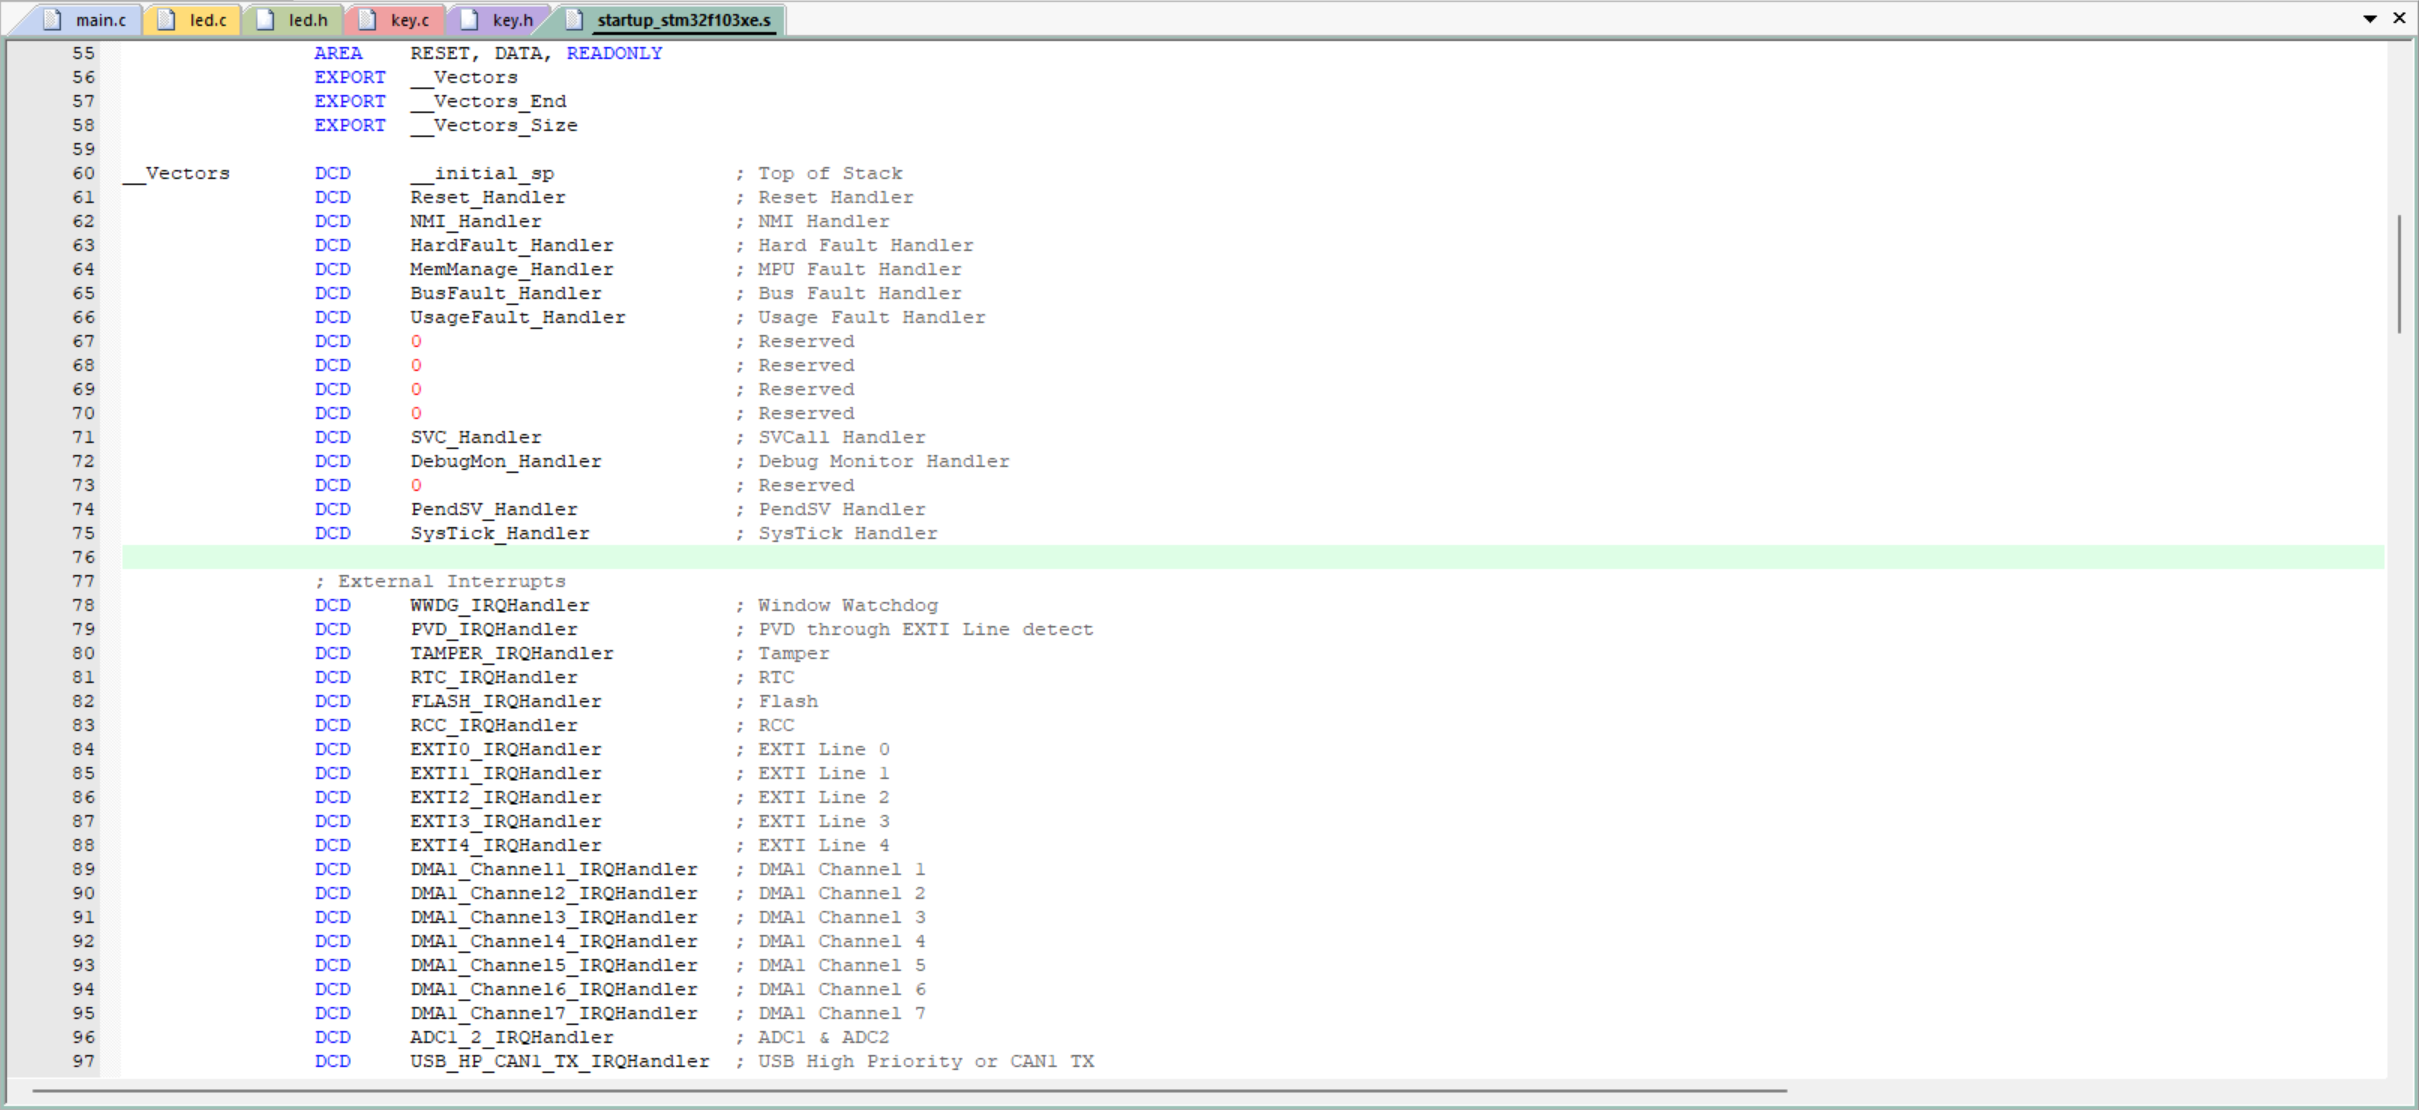 main.c led.c led.h key.c key.h startup_stm32f103xe.s
55 AREA RESET, DATA, READONLY
56 EXPORT __Vectors
57 EXPORT __Vectors_End
58 EXPORT __Vectors_Size
59
60 __Vectors DCD __initial_sp ; Top of Stack
61 DCD Reset_Handler ; Reset Handler
62 DCD NMI_Handler ; NMI Handler
63 DCD HardFault_Handler ; Hard Fault Handler
64 DCD MemManage_Handler ; MPU Fault Handler
65 DCD BusFault_Handler ; Bus Fault Handler
66 DCD UsageFault_Handler ; Usage Fault Handler
67 DCD 0 ; Reserved
68 DCD 0 ; Reserved
69 DCD 0 ; Reserved
70 DCD 0 ; Reserved
71 DCD SVC_Handler ; SVCall Handler
72 DCD DebugMon_Handler ; Debug Monitor Handler
73 DCD 0 ; Reserved
74 DCD PendSV_Handler ; PendSV Handler
75 DCD SysTick_Handler ; SysTick Handler
76
77 ; External Interrupts
78 DCD WWDG_IRQHandler ; Window Watchdog
79 DCD PVD_IRQHandler ; PVD through EXTI Line detect
80 DCD TAMPER_IRQHandler ; Tamper
81 DCD RTC_IRQHandler ; RTC
82 DCD FLASH_IRQHandler ; Flash
83 DCD RCC_IRQHandler ; RCC
84 DCD EXTI0_IRQHandler ; EXTI Line 0
85 DCD EXTI1_IRQHandler ; EXTI Line 1
86 DCD EXTI2_IRQHandler ; EXTI Line 2
87 DCD EXTI3_IRQHandler ; EXTI Line 3
88 DCD EXTI4_IRQHandler ; EXTI Line 4
89 DCD DMA1_Channel1_IRQHandler ; DMA1 Channel 1
90 DCD DMA1_Channel2_IRQHandler ; DMA1 Channel 2
91 DCD DMA1_Channel3_IRQHandler ; DMA1 Channel 3
92 DCD DMA1_Channel4_IRQHandler ; DMA1 Channel 4
93 DCD DMA1_Channel5_IRQHandler ; DMA1 Channel 5
94 DCD DMA1_Channel6_IRQHandler ; DMA1 Channel 6
95 DCD DMA1_Channel7_IRQHandler ; DMA1 Channel 7
96 DCD ADC1_2_IRQHandler ; ADC1 & ADC2
97 DCD USB_HP_CAN1_TX_IRQHandler ; USB High Priority or CAN1 TX